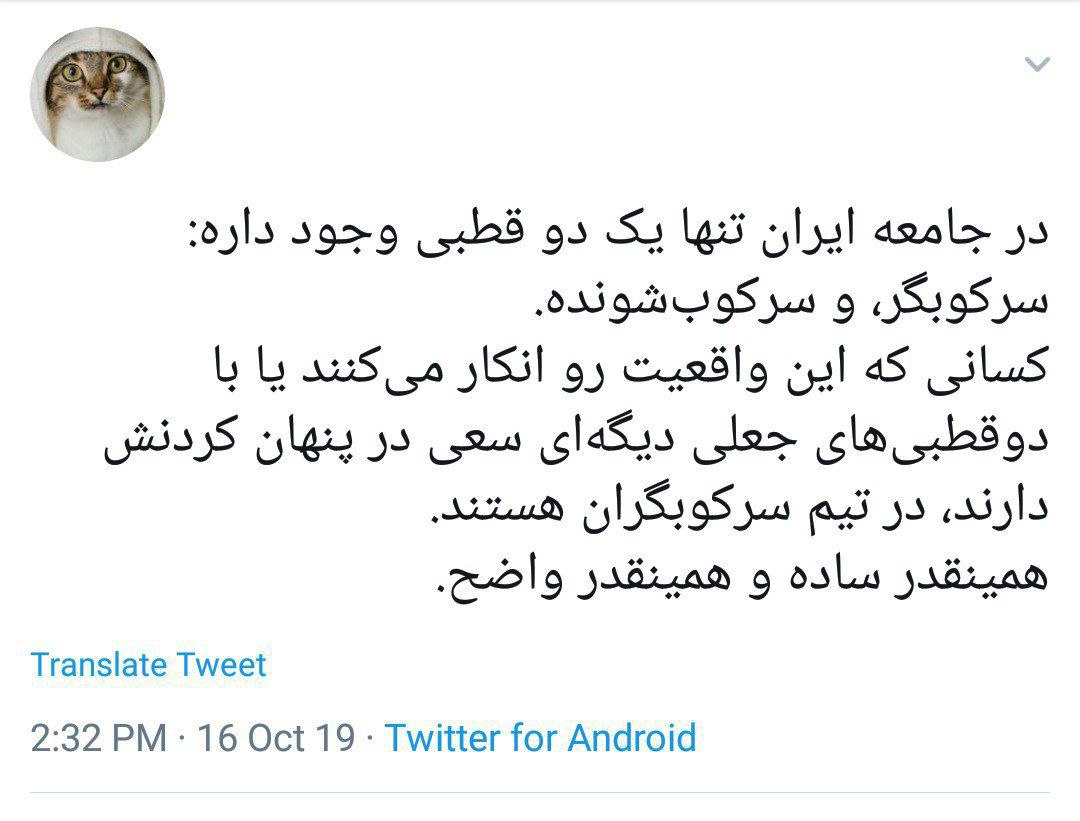 در جامعه ایران تنها یک دو قطبی وجود داره:
سرکوبگر، و سرکوب‌شونده.
کسانی که این واقعیت رو انکار می‌کنند یا با
دوقطبی‌های جعلی دیگه‌ای سعی در پنهان کردنش
دارند، در تیم سرکوبگران هستند.
همینقدر ساده و همینقدر واضح.
Translate Tweet
2:32 PM · 16 Oct 19 · Twitter for Android